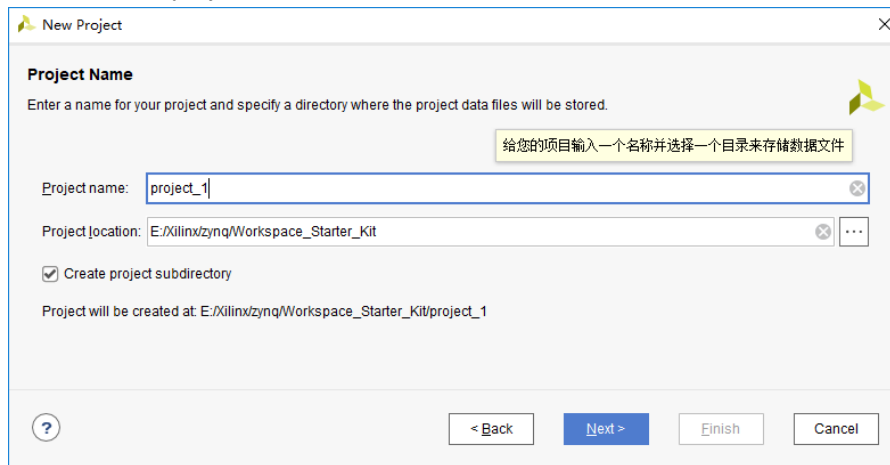 New Project
Project Name
Enter a name for your project and specify a directory where the project data files will be stored.
给您的项目输入一个名称并选择一个目录来存储数据文件
Project name: project_1
Project location: E:/Xilinx/zynq/Workspace_Starter_Kit ...
Create project subdirectory
Project will be created at: E:/Xilinx/zynq/Workspace_Starter_Kit/project_1
? < Back Next > Finish Cancel